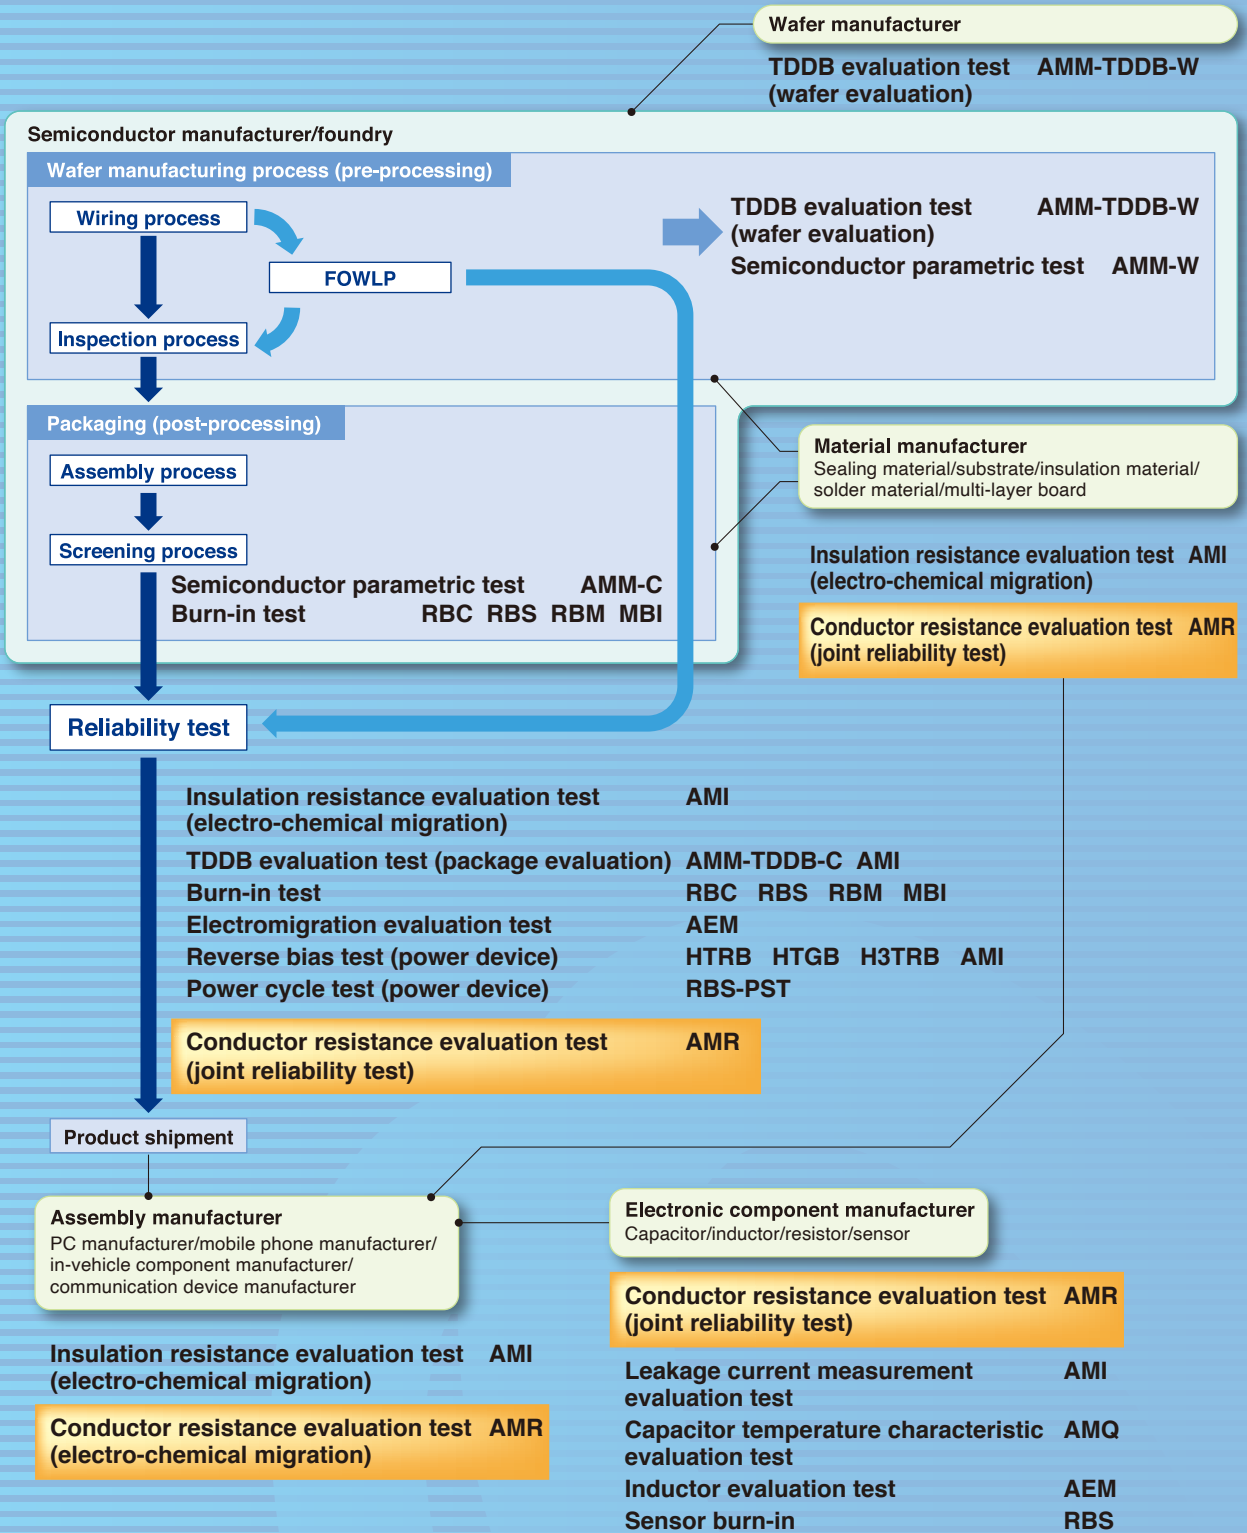 Wafer manufacturer
TDDB evaluation test AMM-TDDB-W
(wafer evaluation)
Semiconductor manufacturer/foundry
Wafer manufacturing process (pre-processing)
Wiring process
FOWLP
Inspection process
TDDB evaluation test AMM-TDDB-W
(wafer evaluation)
Semiconductor parametric test AMM-W
Packaging (post-processing)
Assembly process
Screening process
Semiconductor parametric test AMM-C
Burn-in test RBC RBS RBM MBI
Material manufacturer
Sealing material/substrate/insulation material/
solder material/multi-layer board
Insulation resistance evaluation test AMI
(electro-chemical migration)
Conductor resistance evaluation test AMR
(joint reliability test)
Reliability test
Insulation resistance evaluation test AMI
(electro-chemical migration)
TDDB evaluation test (package evaluation) AMM-TDDB-C AMI
Burn-in test RBC RBS RBM MBI
Electromigration evaluation test AEM
Reverse bias test (power device) HTRB HTGB H3TRB AMI
Power cycle test (power device) RBS-PST
Conductor resistance evaluation test AMR
(joint reliability test)
Product shipment
Assembly manufacturer
PC manufacturer/mobile phone manufacturer/
in-vehicle component manufacturer/
communication device manufacturer
Insulation resistance evaluation test AMI
(electro-chemical migration)
Conductor resistance evaluation test AMR
(electro-chemical migration)
Electronic component manufacturer
Capacitor/inductor/resistor/sensor
Conductor resistance evaluation test AMR
(joint reliability test)
Leakage current measurement AMI
evaluation test
Capacitor temperature characteristic AMQ
evaluation test
Inductor evaluation test AEM
Sensor burn-in RBS